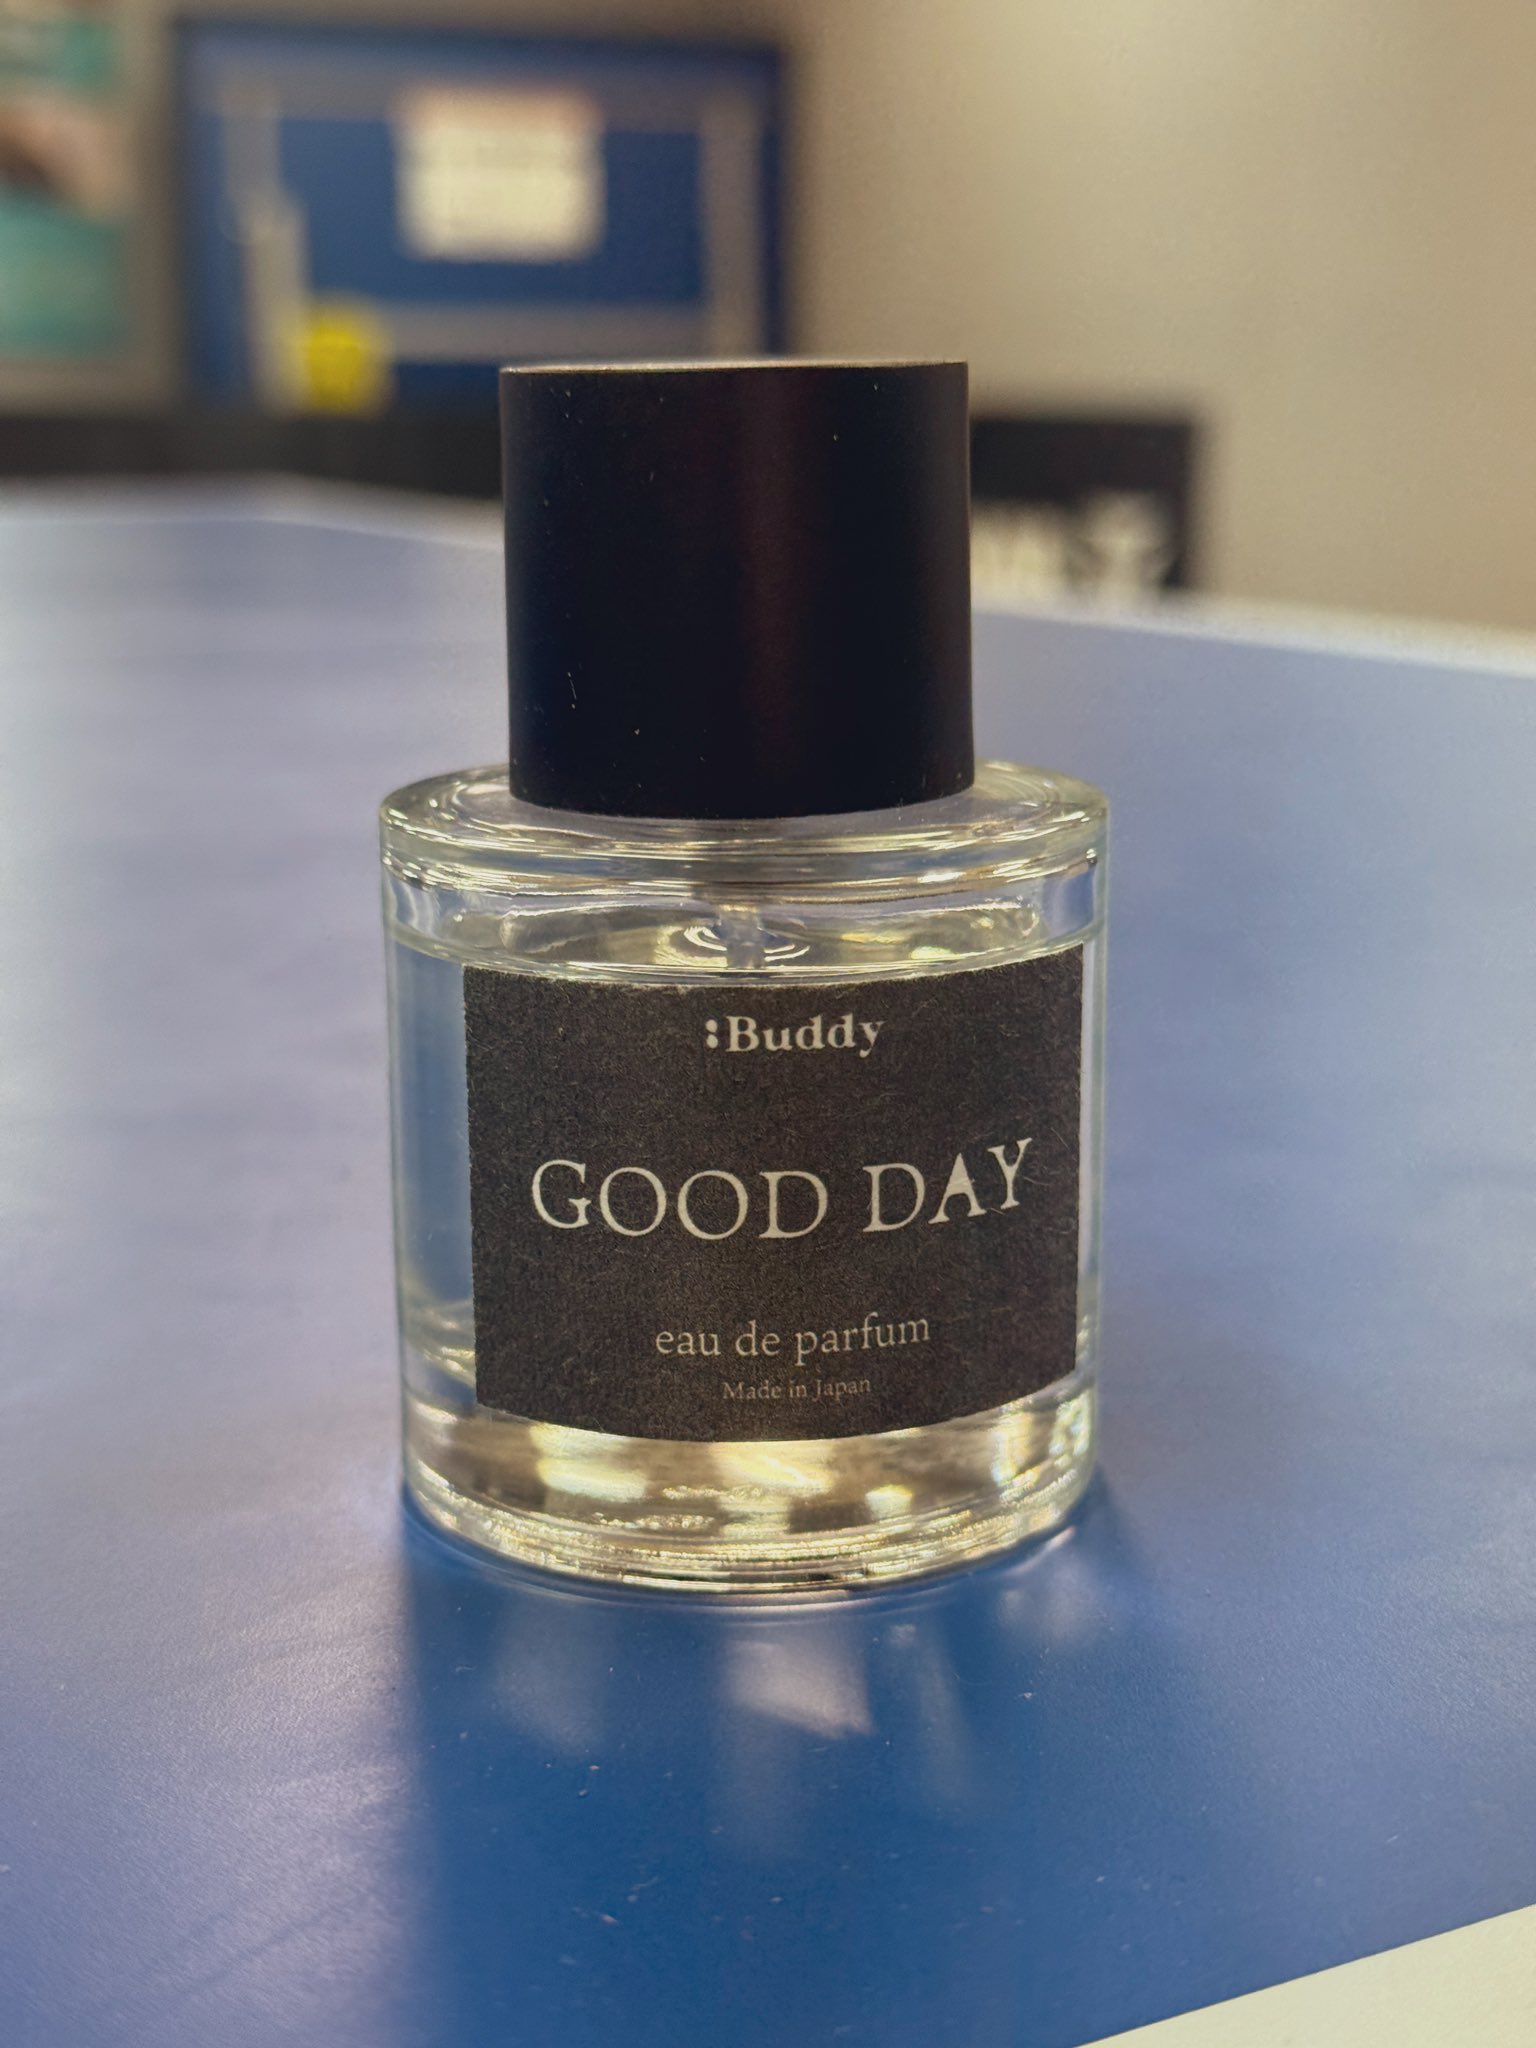 :Buddy
GOOD DAY
eau de parfum
Made in Japan